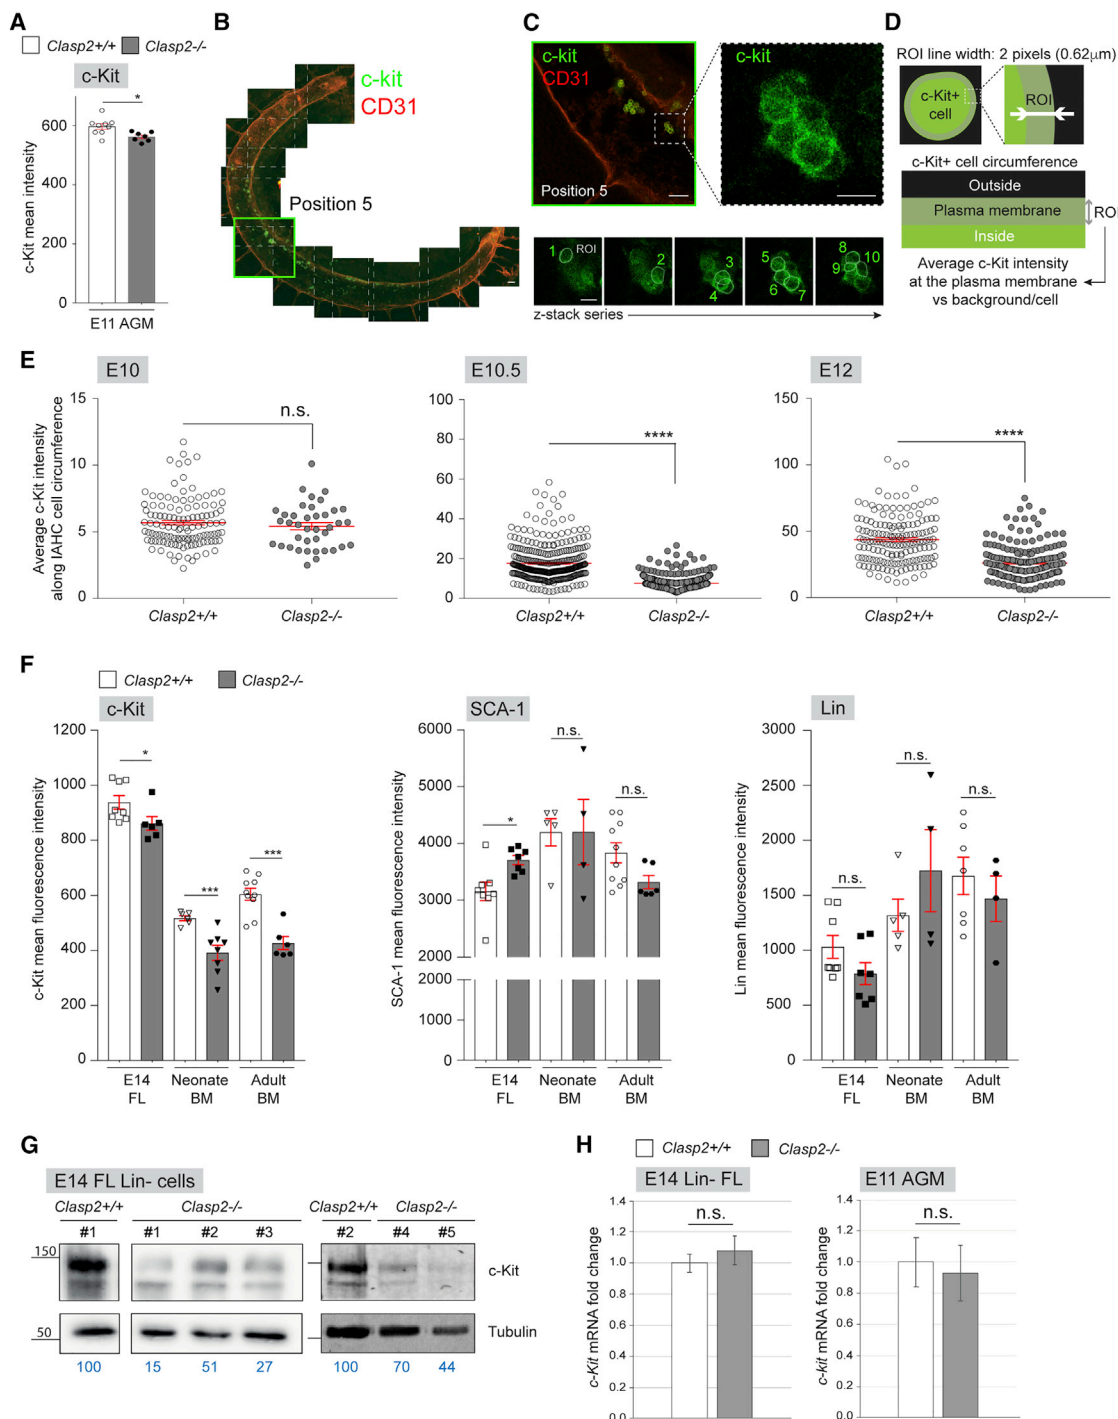 A
Clasp2+/+ Clasp2-/-
c-Kit
c-Kit mean intensity
600
400
200
0
*
E11 AGM
B
c-kit
CD31
Position 5
C
c-kit
CD31
Position 5
c-kit
1
ROI
2
3
4
5
6
7
8
9
10
z-stack series
D
ROI line width: 2 pixels (0.62μm)
c-Kit+
cell
ROI
c-Kit+ cell circumference
Outside
Plasma membrane
Inside
ROI
Average c-Kit intensity
at the plasma membrane
vs background/cell
E
E10
Average c-Kit intensity
along IAHC cell circumference
15
10
5
0
n.s.
Clasp2+/+ Clasp2-/-
E10.5
100
80
60
40
20
0
****
Clasp2+/+ Clasp2-/-
E12
150
100
50
0
****
Clasp2+/+ Clasp2-/-
F
Clasp2+/+ Clasp2-/-
c-Kit
c-Kit mean fluorescence intensity
1200
1000
800
600
400
200
0
*
***
***
E14
FL
Neonate
BM
Adult
BM
SCA-1
SCA-1 mean fluorescence intensity
6000
5000
4000
3000
2000
2000
1000
0
*
n.s.
n.s.
E14
FL
Neonate
BM
Adult
BM
Lin
Lin mean fluorescence intensity
3000
2000
1500
1000
500
0
n.s.
n.s.
n.s.
E14
FL
Neonate
BM
Adult
BM
G
E14 FL Lin- cells
Clasp2+/+ Clasp2-/- Clasp2+/+ Clasp2-/-
#1 #1 #2 #3 #2 #4 #5
150
c-Kit
50
Tubulin
100 15 51 27 100 70 44
H
Clasp2+/+ Clasp2-/-
E14 Lin- FL
c-Kit mRNA fold change
1.4
1.2
1.0
0.8
0.6
0.4
0.2
0.0
n.s.
E11 AGM
c-kit mRNA fold change
1.4
1.2
1.0
0.8
0.6
0.4
0.2
0.0
n.s.